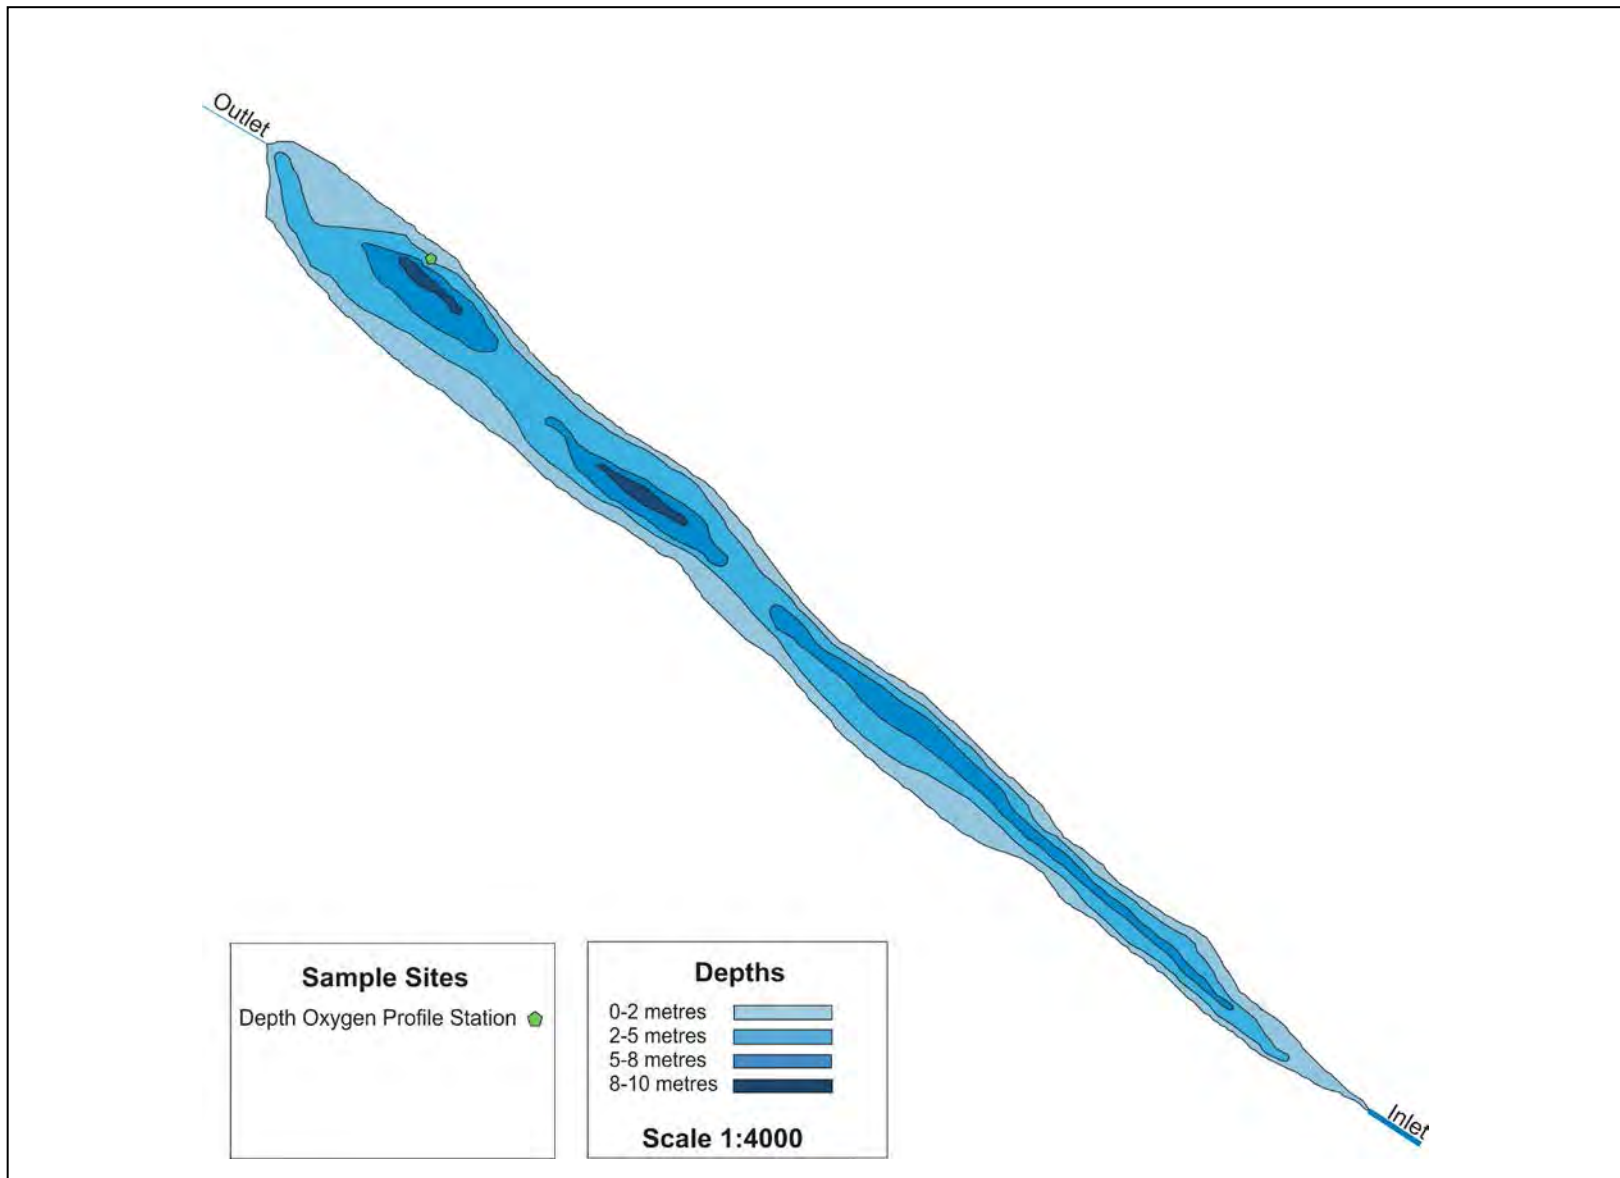 Outlet
Inlet
Sample Sites
Depth Oxygen Profile Station
Depths
0-2 metres
2-5 metres
5-8 metres
8-10 metres
Scale 1:4000